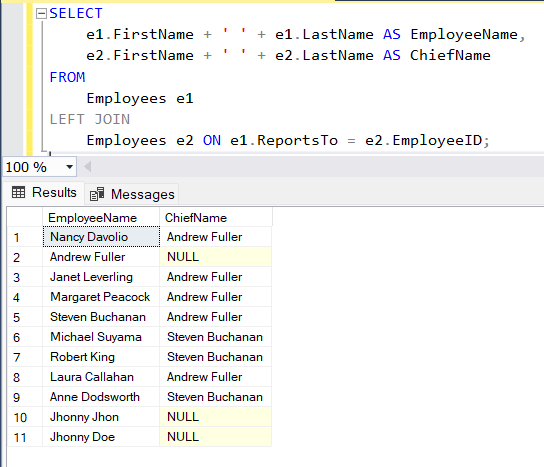 SELECT
e1.FirstName + ' ' + e1.LastName AS EmployeeName,
e2.FirstName + ' ' + e2.LastName AS ChiefName
FROM
Employees e1
LEFT JOIN
Employees e2 ON e1.ReportsTo = e2.EmployeeID;
100 %
Results Messages
EmployeeName ChiefName
1 Nancy Davolio Andrew Fuller
2 Andrew Fuller NULL
3 Janet Leverling Andrew Fuller
4 Margaret Peacock Andrew Fuller
5 Steven Buchanan Andrew Fuller
6 Michael Suyama Steven Buchanan
7 Robert King Steven Buchanan
8 Laura Callahan Andrew Fuller
9 Anne Dodsworth Steven Buchanan
10 Jhonny Jhon NULL
11 Jhonny Doe NULL